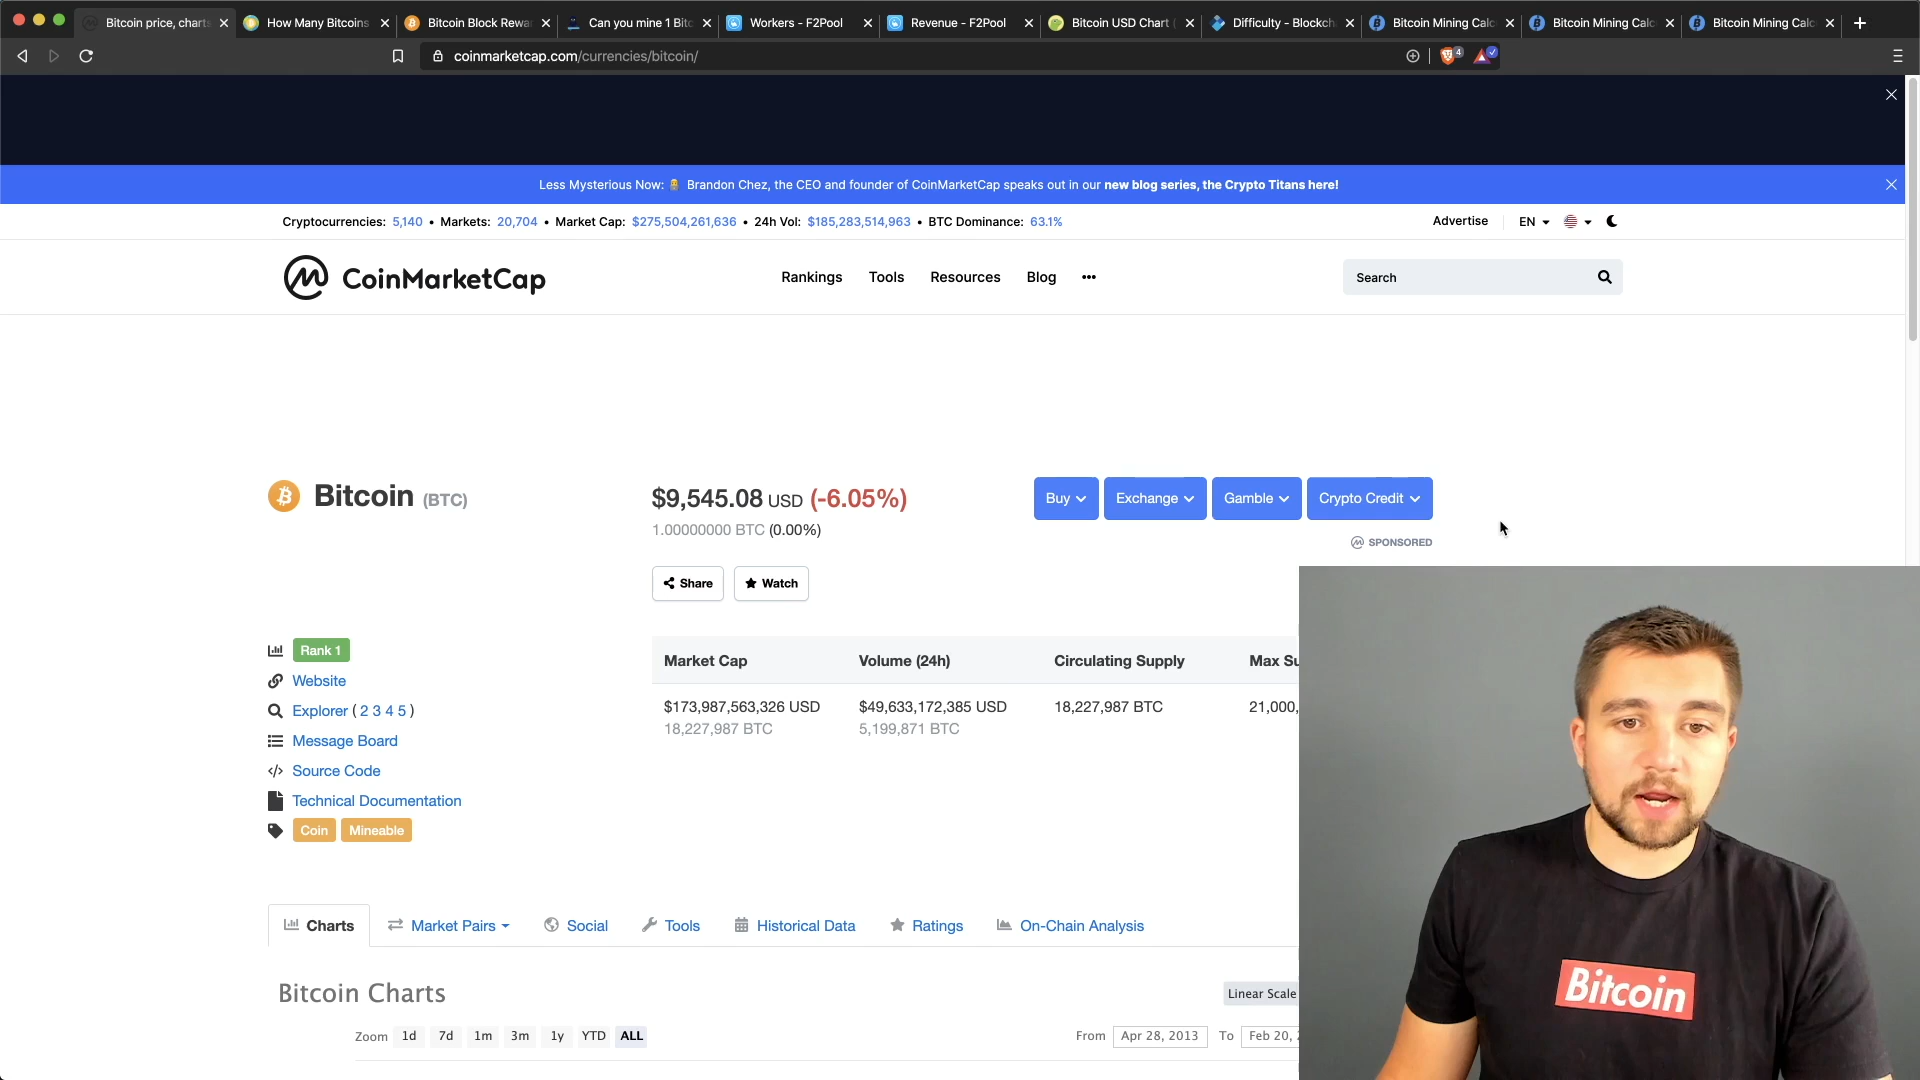 Bitcoin price, charts
How Many Bitcoins
Bitcoin Block Rewa
Can you mine 1 Bitc
Workers - F2Pool
Revenue - F2Pool
Bitcoin USD Chart (
Difficulty - Blockch
Bitcoin Mining Calc
Bitcoin Mining Calc
Bitcoin Mining Calc
coinmarketcap.com/currencies/bitcoin/
4
Less Mysterious Now: Brandon Chez, the CEO and founder of CoinMarketCap speaks out in our new blog series, the Crypto Titans here!
Cryptocurrencies: 5,140 • Markets: 20,704 • Market Cap: $275,504,261,636 • 24h Vol: $185,283,514,963 • BTC Dominance: 63.1%
Advertise
EN
CoinMarketCap
Rankings
Tools
Resources
Blog
•••
Search
Bitcoin (BTC)
$9,545.08 USD (-6.05%)
1.00000000 BTC (0.00%)
Buy
Exchange
Gamble
Crypto Credit
SPONSORED
Share
Watch
Rank 1
Website
Explorer ( 2 3 4 5 )
Message Board
Source Code
Technical Documentation
Coin
Mineable
Market Cap
Volume (24h)
Circulating Supply
Max Su
$173,987,563,326 USD
$49,633,172,385 USD
18,227,987 BTC
21,000,
18,227,987 BTC
5,199,871 BTC
Charts
Market Pairs
Social
Tools
Historical Data
Ratings
On-Chain Analysis
Bitcoin Charts
Linear Scale
Zoom 1d 7d 1m 3m 1y YTD ALL
From Apr 28, 2013 To Feb 20, 2
Bitcoin